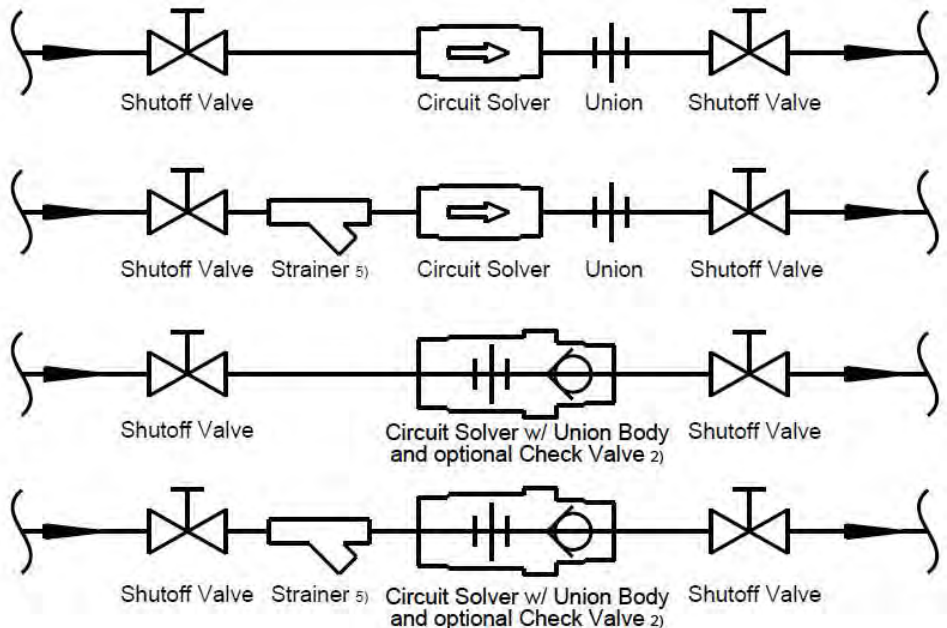 Shutoff Valve Circuit Solver Union Shutoff Valve
Shutoff Valve Strainer 5) Circuit Solver Union Shutoff Valve
Shutoff Valve Circuit Solver w/ Union Body Shutoff Valve
and optional Check Valve 2)
Shutoff Valve Strainer 5) Circuit Solver w/ Union Body Shutoff Valve
and optional Check Valve 2)